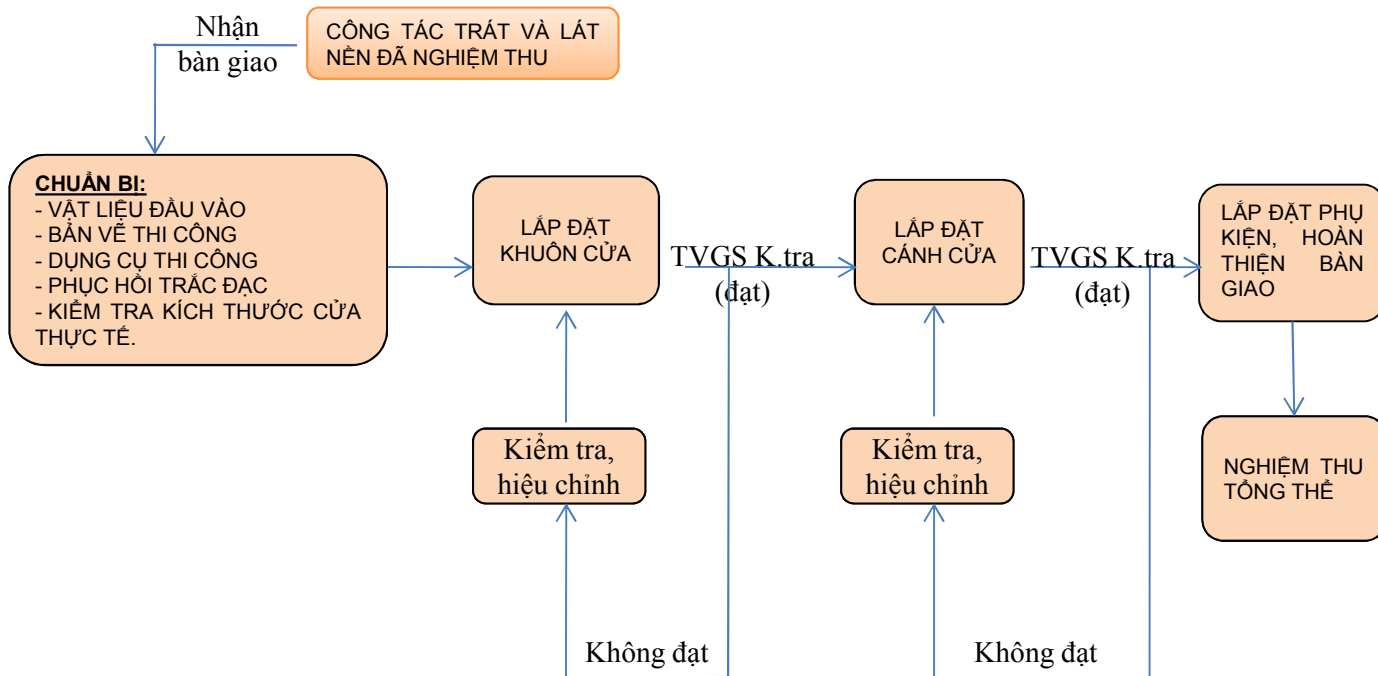 Nhận
bàn giao
CÔNG TÁC TRÁT VÀ LÁT
NỀN ĐÃ NGHIỆM THU
CHUẨN BỊ:
- VẬT LIỆU ĐẦU VÀO
- BẢN VẼ THI CÔNG
- DỤNG CỤ THI CÔNG
- PHỤC HỒI TRẮC ĐẠC
- KIỂM TRA KÍCH THƯỚC CỬA
THỰC TẾ.
LẮP ĐẶT
KHUÔN CỬA
TVGS K.tra
(đạt)
LẮP ĐẶT
CÁNH CỬA
TVGS K.tra
(đạt)
LẮP ĐẶT PHỤ
KIỆN, HOÀN
THIỆN BÀN
GIAO
Kiểm tra,
hiệu chỉnh
Kiểm tra,
hiệu chỉnh
NGHIỆM THU
TỔNG THỂ
Không đạt
Không đạt